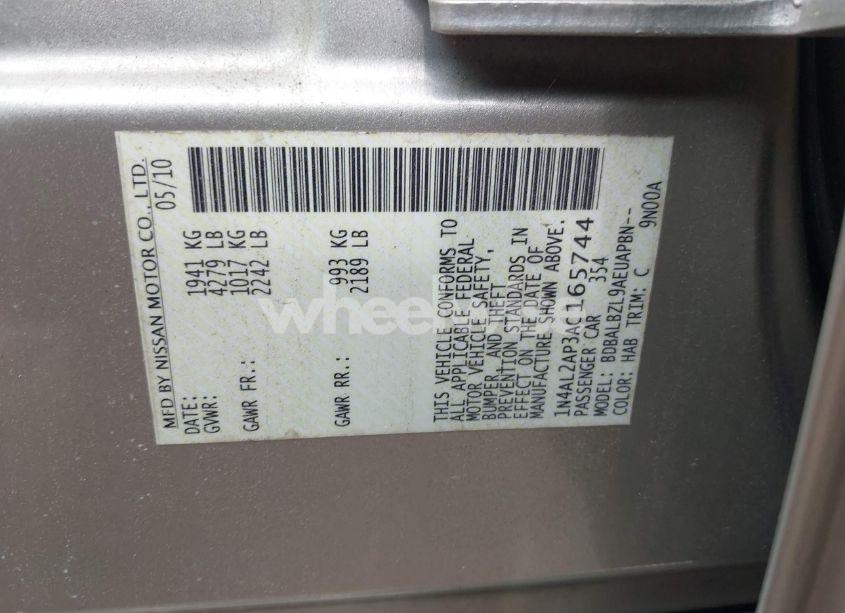 MFD BY NISSAN MOTOR CO., LTD.
DATE: 05/10
GVWR: 1941 KG
4279 LB
GAWR FR.: 1017 KG
2242 LB
GAWR RR.: 993 KG
2189 LB
THIS VEHICLE CONFORMS TO
ALL APPLICABLE FEDERAL
MOTOR VEHICLE SAFETY,
BUMPER, AND THEFT
PREVENTION STANDARDS IN
EFFECT ON THE DATE OF
MANUFACTURE SHOWN ABOVE.
1N4AL2AP3AC165744
PASSENGER CAR 354
MODEL: BDBALBZL9AEUAPBN--
COLOR: HAB TRIM: C 9N00A